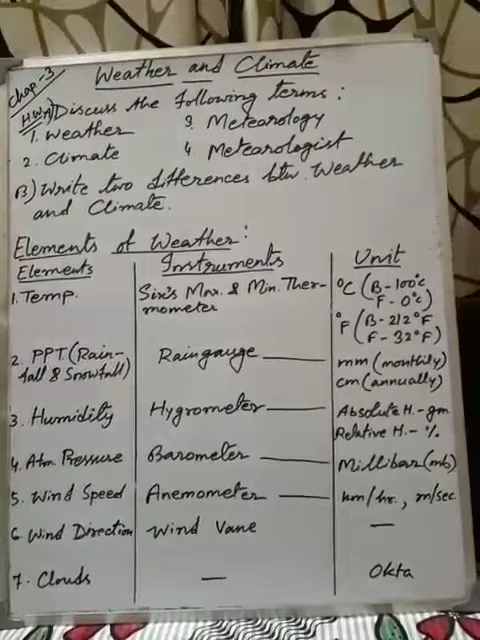 Chap-3
Weather and Climate
HW A) Discuss the following terms:
1. Weather 3. Meteorology
2. Climate 4. Meteorologist
B) Write two differences btw. Weather
and Climate.
Elements of Weather:
Elements Instruments Unit
1. Temp. Six's Max. & Min. Ther- °C (B-100°C
mometer F-0°C)
°F (B-212°F
F-32°F)
2. PPT (Rain- Raingauge — mm (monthly)
fall & Snowfall) cm (annually)
3. Humidity Hygrometer — Absolute H.-gm
Relative H.-%
4. Atm. Pressure Barometer — Millibar (mb)
5. Wind Speed Anemometer — km/hr., m/sec
6. Wind Direction Wind Vane —
7. Clouds — Okta